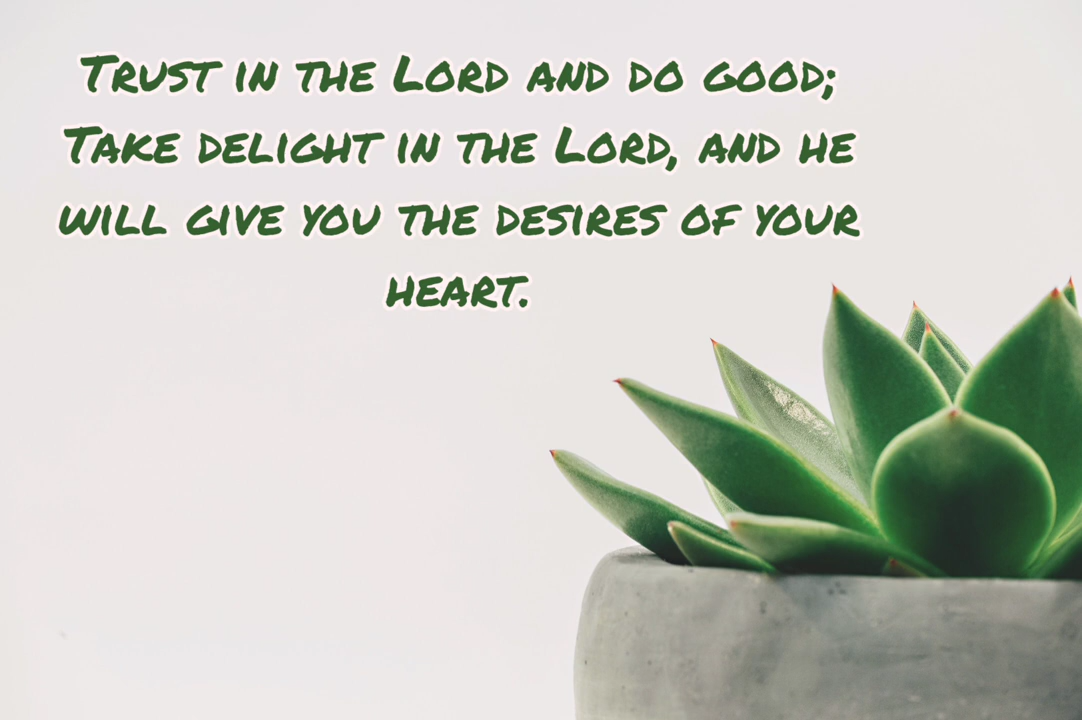 Trust in the Lord and do good;
Take delight in the Lord, and he
will give you the desires of your
heart.